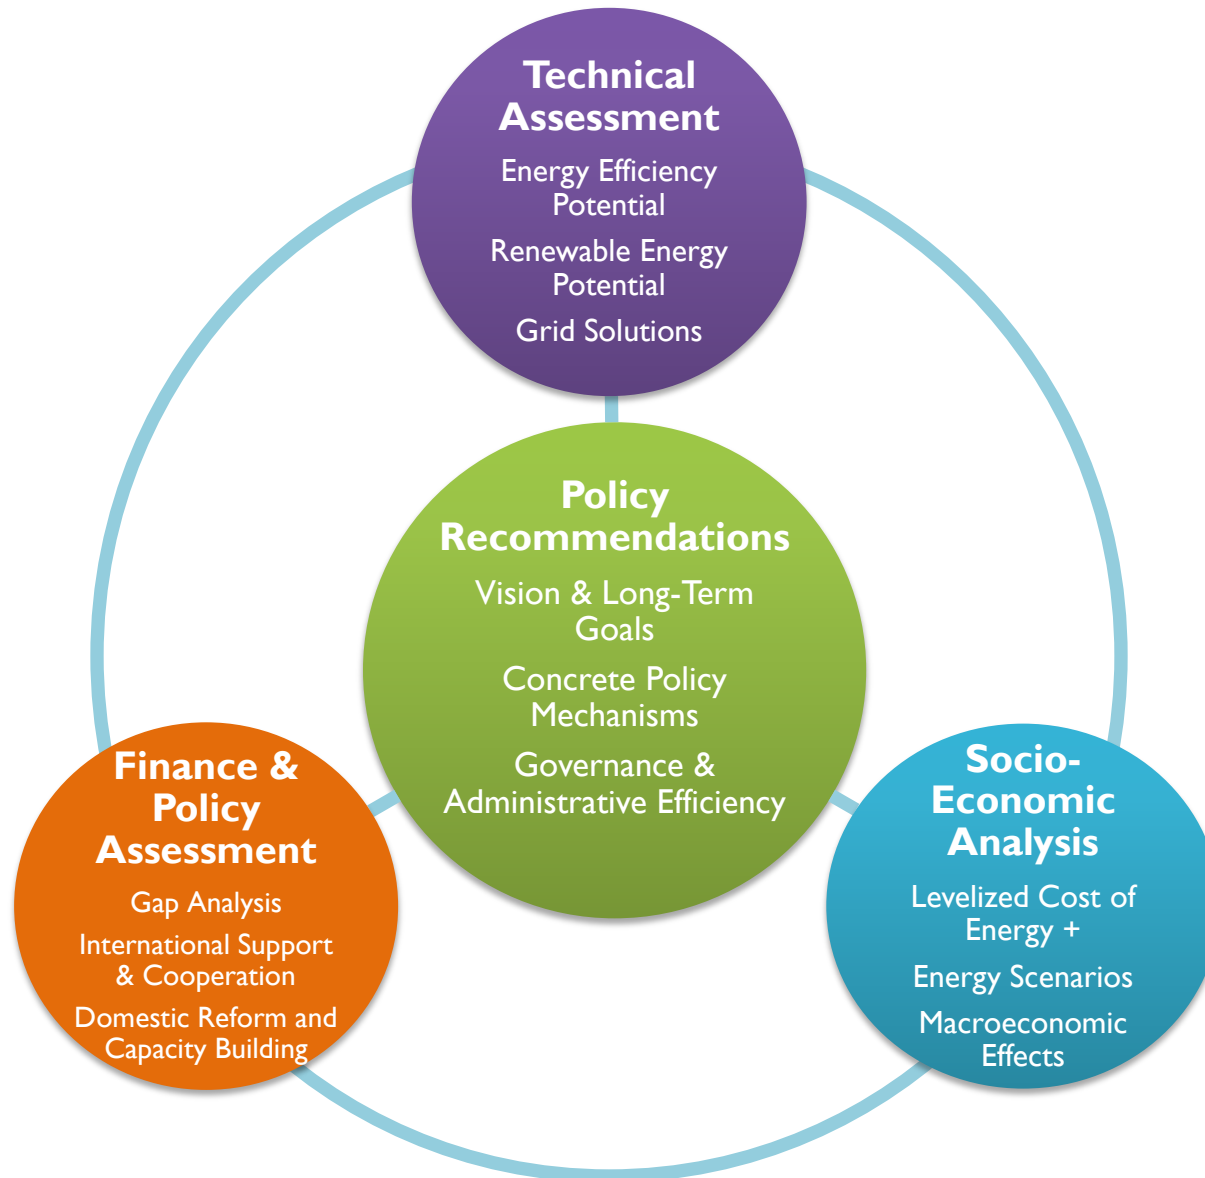 Technical
Assessment
Energy Efficiency
Potential
Renewable Energy
Potential
Grid Solutions
Policy
Recommendations
Vision & Long-Term
Goals
Concrete Policy
Mechanisms
Governance &
Administrative Efficiency
Finance &
Policy
Assessment
Gap Analysis
International Support
& Cooperation
Domestic Reform and
Capacity Building
Socio-
Economic
Analysis
Levelized Cost of
Energy +
Energy Scenarios
Macroeconomic
Effects